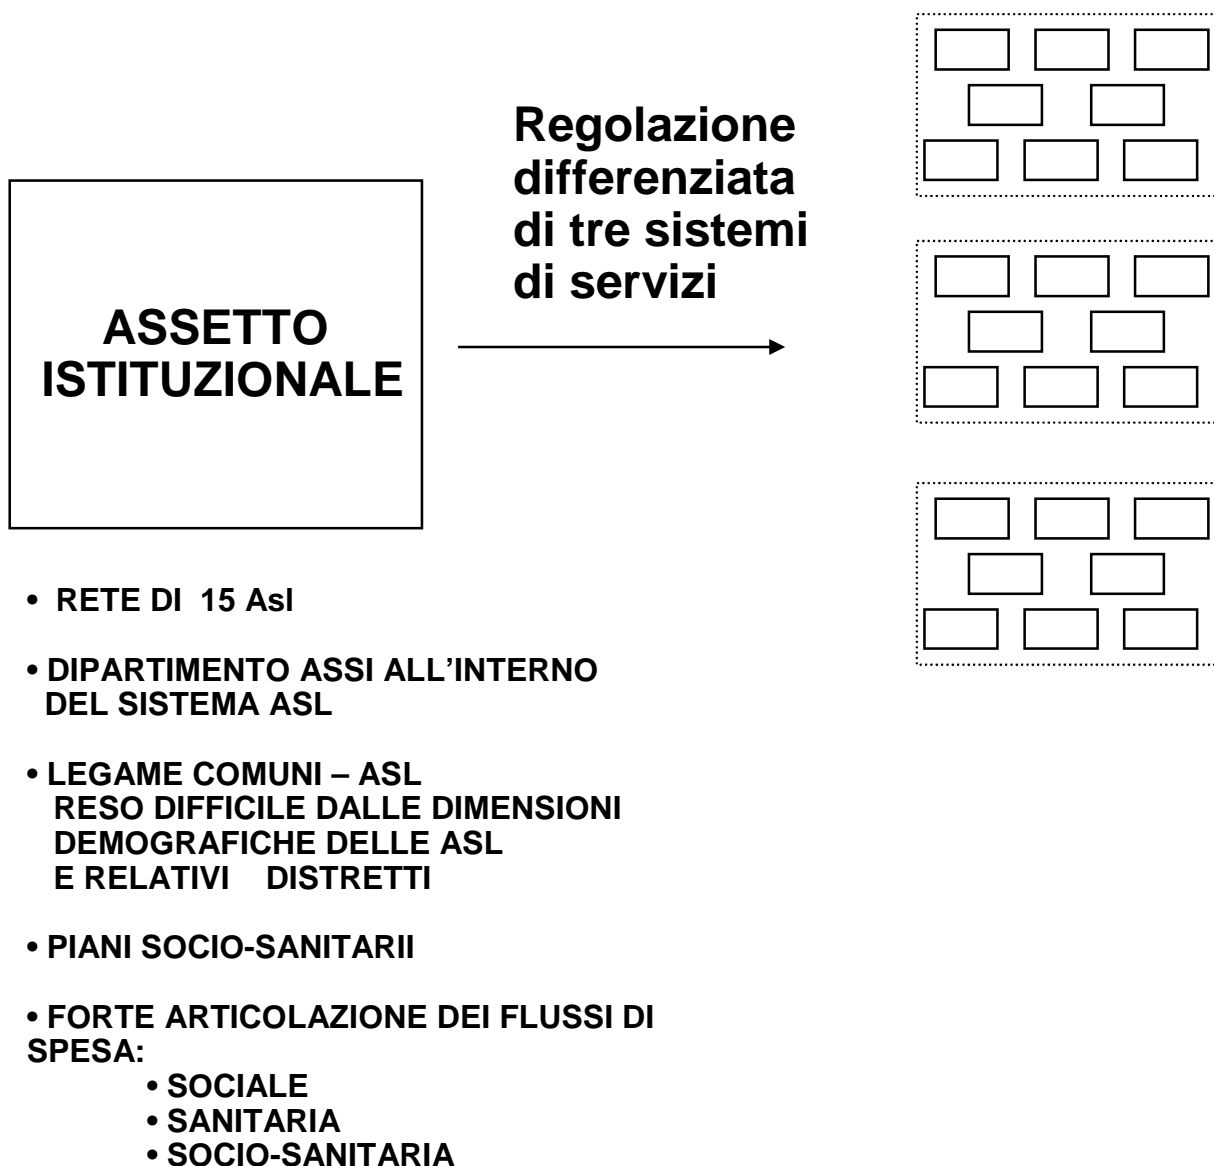 Regolazione
differenziata
di tre sistemi
di servizi
ASSETTO
ISTITUZIONALE
• RETE DI 15 Asl
• DIPARTIMENTO ASSI ALL’INTERNO
DEL SISTEMA ASL
• LEGAME COMUNI – ASL
RESO DIFFICILE DALLE DIMENSIONI
DEMOGRAFICHE DELLE ASL
E RELATIVI DISTRETTI
• PIANI SOCIO-SANITARII
• FORTE ARTICOLAZIONE DEI FLUSSI DI
SPESA:
• SOCIALE
• SANITARIA
• SOCIO-SANITARIA